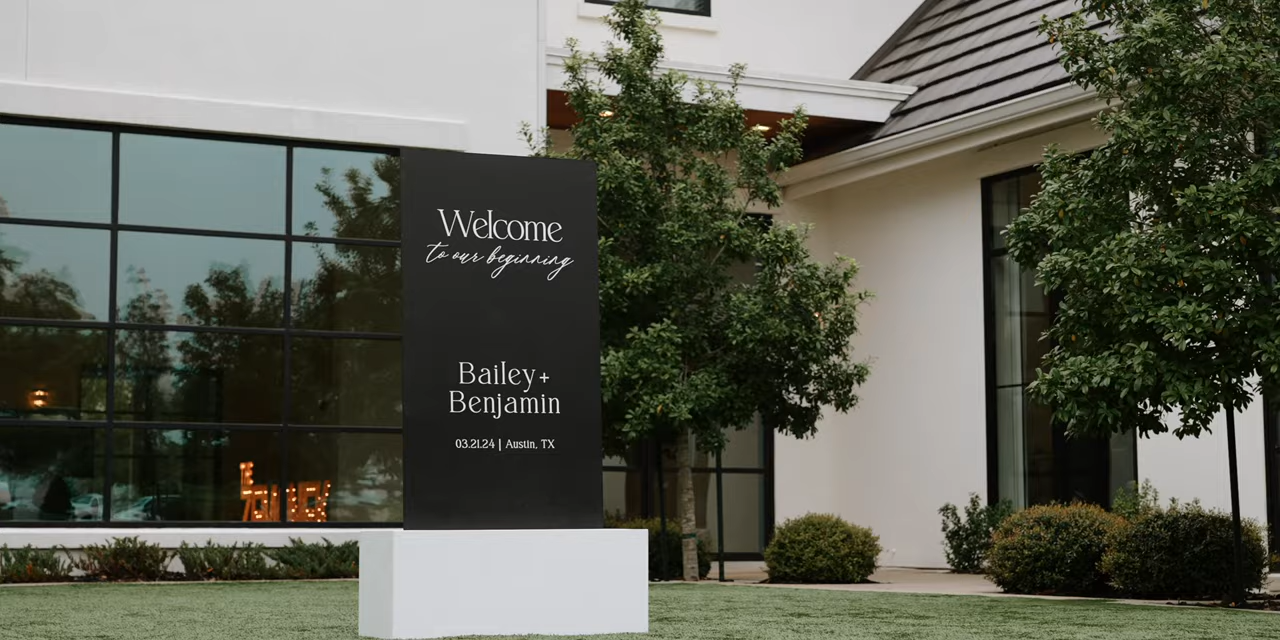 Welcome
to our beginning
Bailey+
Benjamin
03.21.24 | Austin, TX